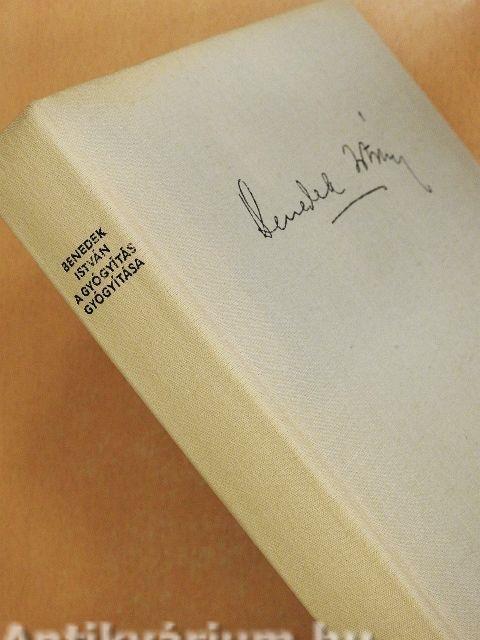 Benedek István
BENEDEK
ISTVÁN
A GYÓGYÍTÁS
GYÓGYÍTÁSA
Antikvárium.hu